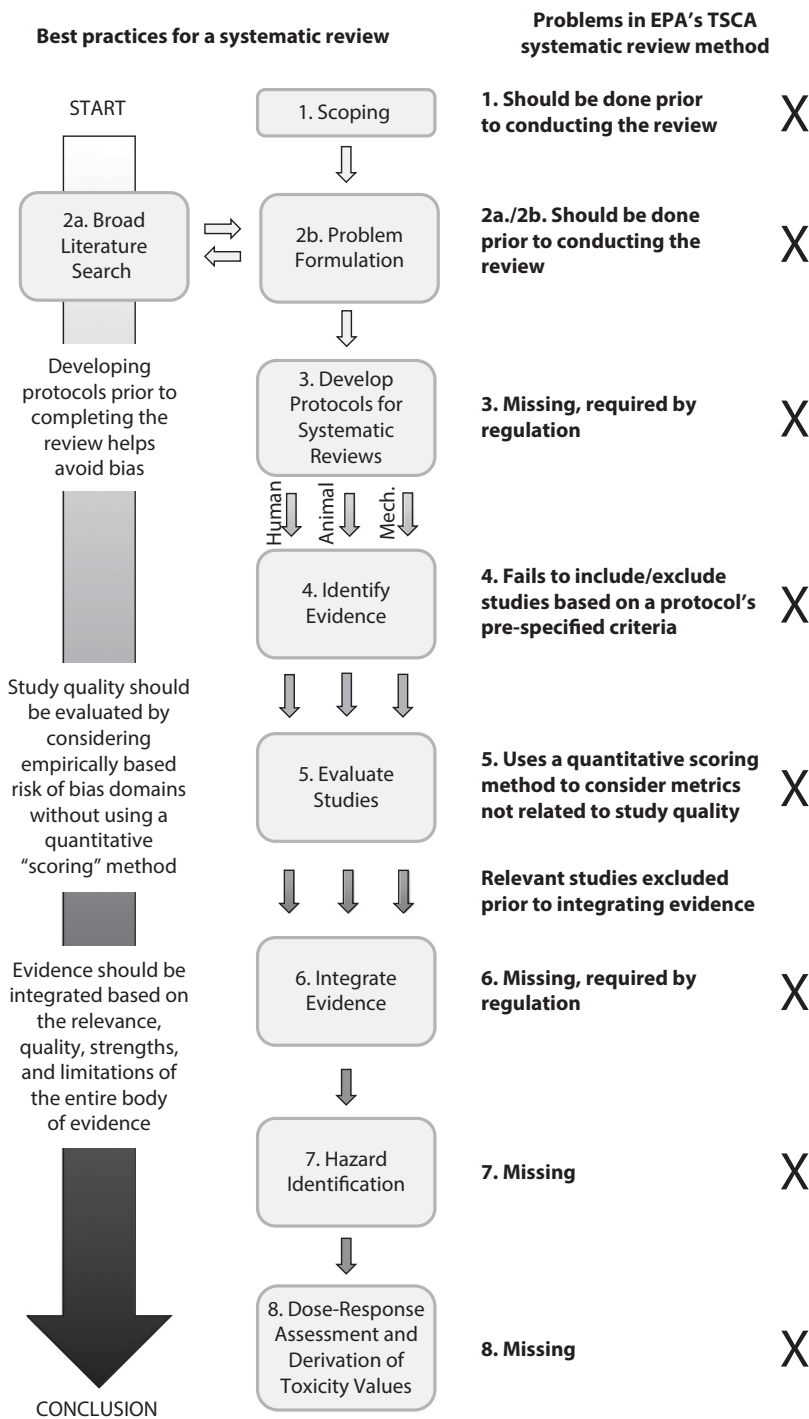 Best practices for a systematic review
Problems in EPA's TSCA
systematic review method
START
1. Scoping
1. Should be done prior
to conducting the review
X
2a. Broad
Literature
Search
2b. Problem
Formulation
2a./2b. Should be done
prior to conducting the
review
X
Developing
protocols prior to
completing the
review helps
avoid bias
3. Develop
Protocols for
Systematic
Reviews
3. Missing, required by
regulation
X
Human
Animal
Mech.
4. Identify
Evidence
4. Fails to include/exclude
studies based on a protocol's
pre-specified criteria
X
Study quality should
be evaluated by
considering
empirically based
risk of bias domains
without using a
quantitative
“scoring” method
5. Evaluate
Studies
5. Uses a quantitative scoring
method to consider metrics
not related to study quality
X
Relevant studies excluded
prior to integrating evidence
Evidence should be
integrated based on
the relevance,
quality, strengths,
and limitations of
the entire body
of evidence
6. Integrate
Evidence
6. Missing, required by
regulation
X
7. Hazard
Identification
7. Missing
X
8. Dose-Response
Assessment and
Derivation of
Toxicity Values
8. Missing
X
CONCLUSION